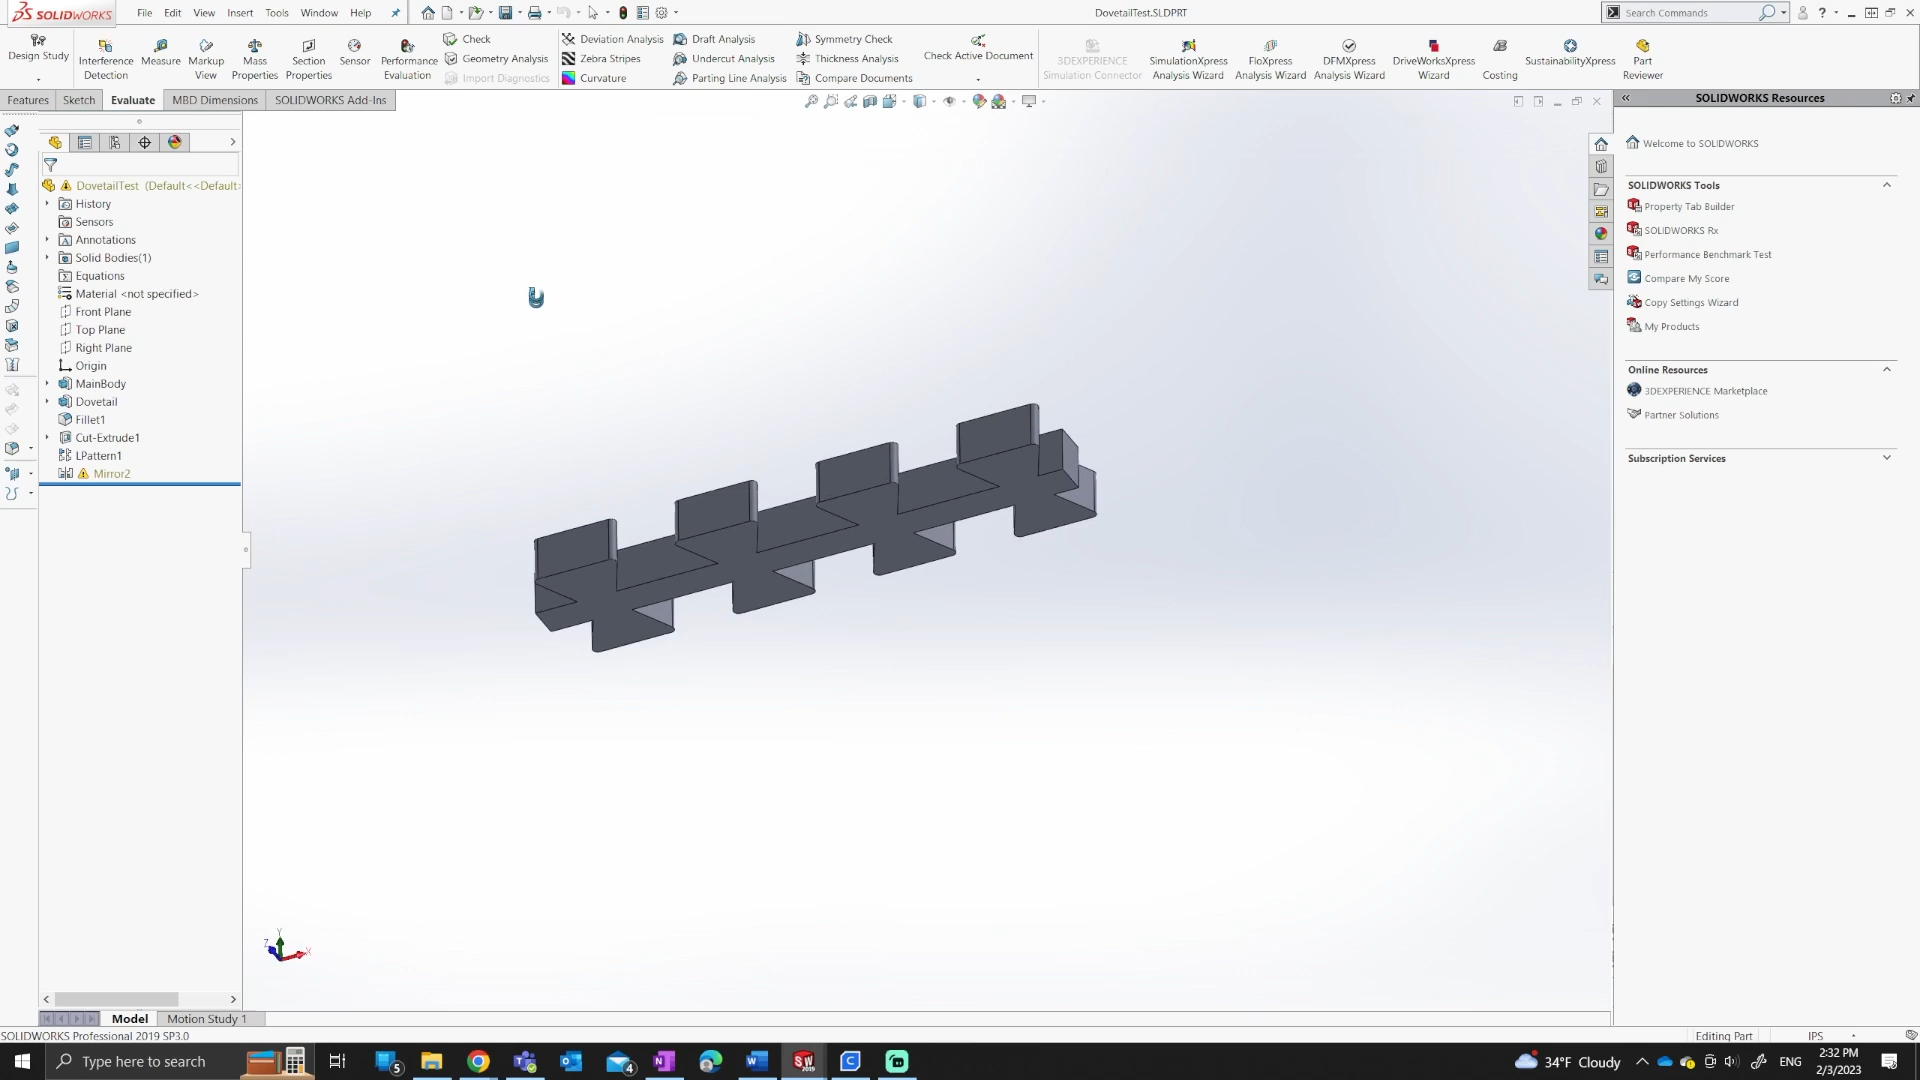 SOLIDWORKS File Edit View Insert Tools Window Help DovetailTest.SLDPRT Search Commands ?
Design Study
Interference Detection
Measure
Markup View
Mass Properties
Section Properties
Sensor
Performance Evaluation
Check
Geometry Analysis
Import Diagnostics
Deviation Analysis
Zebra Stripes
Curvature
Draft Analysis
Undercut Analysis
Parting Line Analysis
Symmetry Check
Thickness Analysis
Compare Documents
Check Active Document
3DEXPERIENCE Simulation Connector
SimulationXpress Analysis Wizard
FloXpress Analysis Wizard
DFMXpress Analysis Wizard
DriveWorksXpress Wizard
Costing
SustainabilityXpress
Part Reviewer
Features Sketch Evaluate MBD Dimensions SOLIDWORKS Add-Ins
DovetailTest (Default<<Default>
History
Sensors
Annotations
Solid Bodies(1)
Equations
Material <not specified>
Front Plane
Top Plane
Right Plane
Origin
MainBody
Dovetail
Fillet1
Cut-Extrude1
LPattern1
Mirror2
Y
Z
X
SOLIDWORKS Resources
Welcome to SOLIDWORKS
SOLIDWORKS Tools
Property Tab Builder
SOLIDWORKS Rx
Performance Benchmark Test
Compare My Score
Copy Settings Wizard
My Products
Online Resources
3DEXPERIENCE Marketplace
Partner Solutions
Subscription Services
Model Motion Study 1
SOLIDWORKS Professional 2019 SP3.0 Editing Part IPS
Type here to search 5 4 34°F Cloudy ENG
2:32 PM
2/3/2023